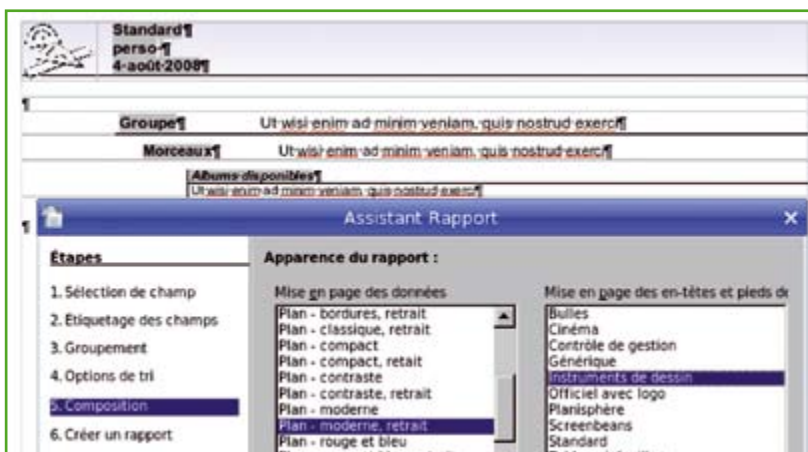 Standard¶
perso·¶
4·août·2008¶
¶
Groupe¶ Ut·wisi·enim·ad·minim·veniam,·quis·nostrud·exerci¶
Morceaux¶ Ut·wisi·enim·ad·minim·veniam,·quis·nostrud·exerci¶
Albums·disponibles¶
Ut·wisi·enim·ad·minim·veniam,·quis·nostrud·exerci¶
¶
Assistant Rapport
Étapes
1. Sélection de champ
2. Étiquetage des champs
3. Groupement
4. Options de tri
5. Composition
6. Créer un rapport
Apparence du rapport :
Mise en page des données
Plan - bordures, retrait
Plan - classique, retrait
Plan - compact
Plan - compact, retait
Plan - contraste
Plan - contraste, retrait
Plan - moderne
Plan - moderne, retrait
Plan - rouge et bleu
Mise en page des en-têtes et pieds de
Bulles
Cinéma
Contrôle de gestion
Générique
Instruments de dessin
Officiel avec logo
Planisphère
Screenbeans
Standard